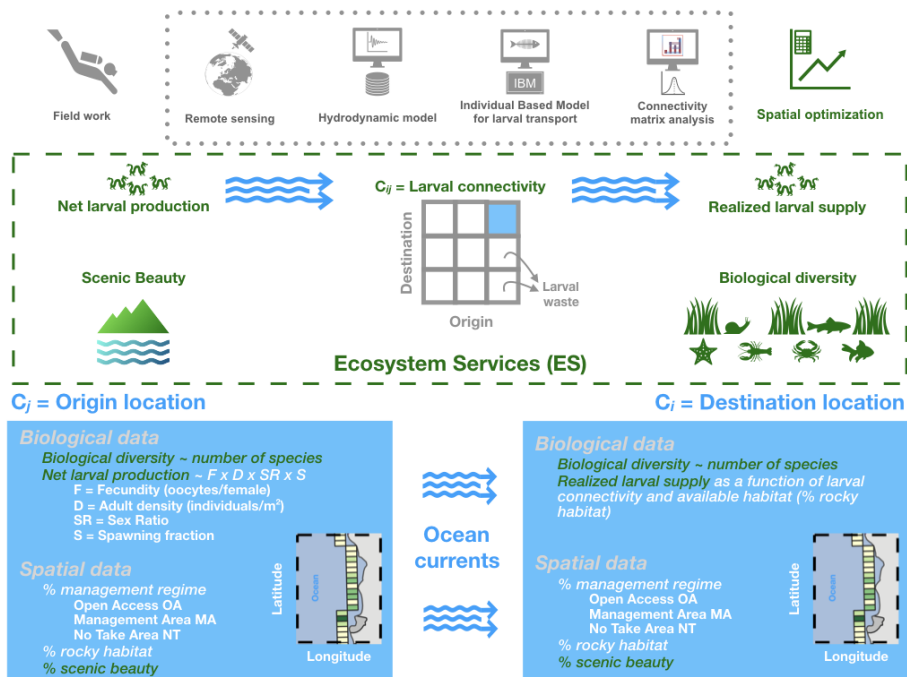 Field work
Remote sensing
Hydrodynamic model
IBM
Individual Based Model
for larval transport
Connectivity
matrix analysis
Spatial optimization
Net larval production
Cij = Larval connectivity
Realized larval supply
Destination
Origin
Larval
waste
Scenic Beauty
Biological diversity
Ecosystem Services (ES)
Cj = Origin location
Biological data
Biological diversity ~ number of species
Net larval production ~ F x D x SR x S
F = Fecundity (oocytes/female)
D = Adult density (individuals/m²)
SR = Sex Ratio
S = Spawning fraction
Spatial data
% management regime
Open Access OA
Management Area MA
No Take Area NT
% rocky habitat
% scenic beauty
Latitude
Ocean
Longitude
Ocean
currents
Ci = Destination location
Biological data
Biological diversity ~ number of species
Realized larval supply as a function of larval
connectivity and available habitat (% rocky
habitat)
Spatial data
% management regime
Open Access OA
Management Area MA
No Take Area NT
% rocky habitat
% scenic beauty
Latitude
Ocean
Longitude